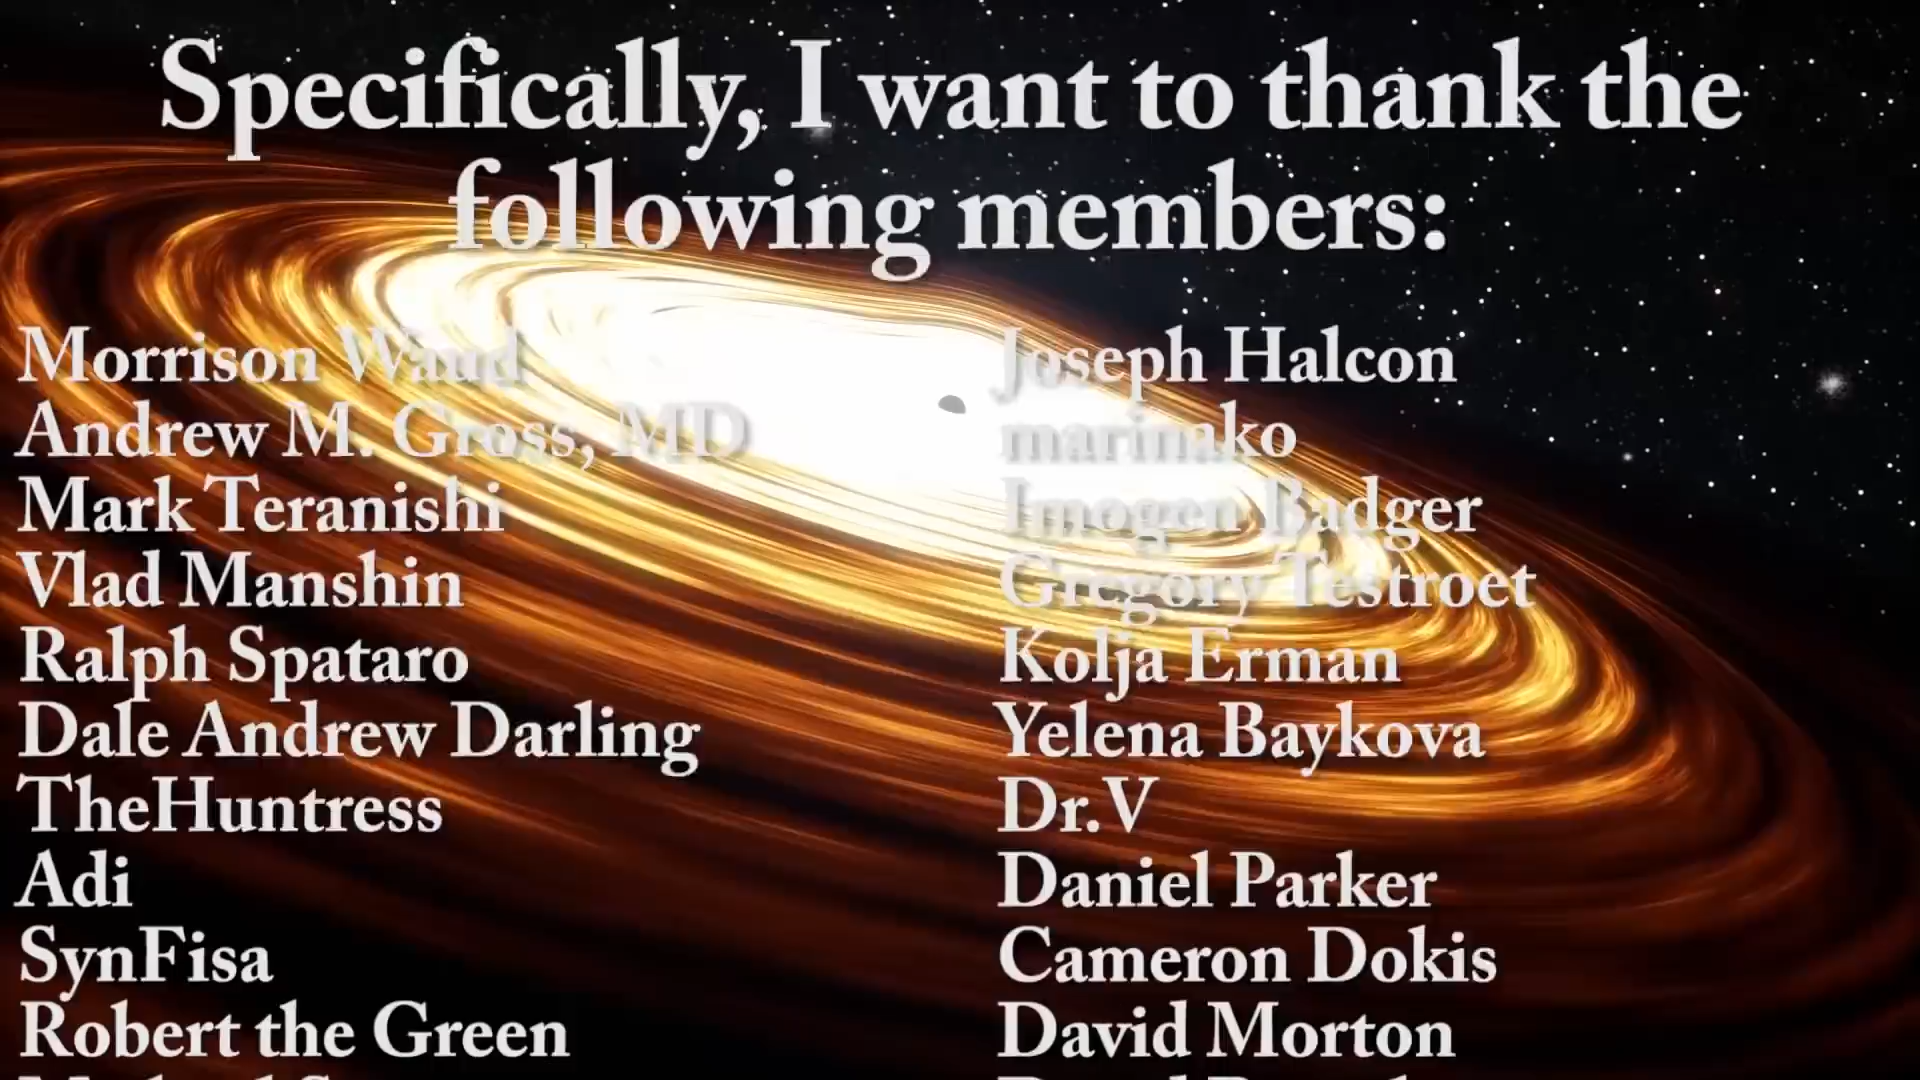 Specifically, I want to thank the
following members:
Morrison Waud
Andrew M. Gross, MD
Mark Teranishi
Vlad Manshin
Ralph Spataro
Dale Andrew Darling
TheHuntress
Adi
SynFisa
Robert the Green
Joseph Halcon
marinako
Imogen Badger
Gregory Testroet
Kolja Erman
Yelena Baykova
Dr.V
Daniel Parker
Cameron Dokis
David Morton